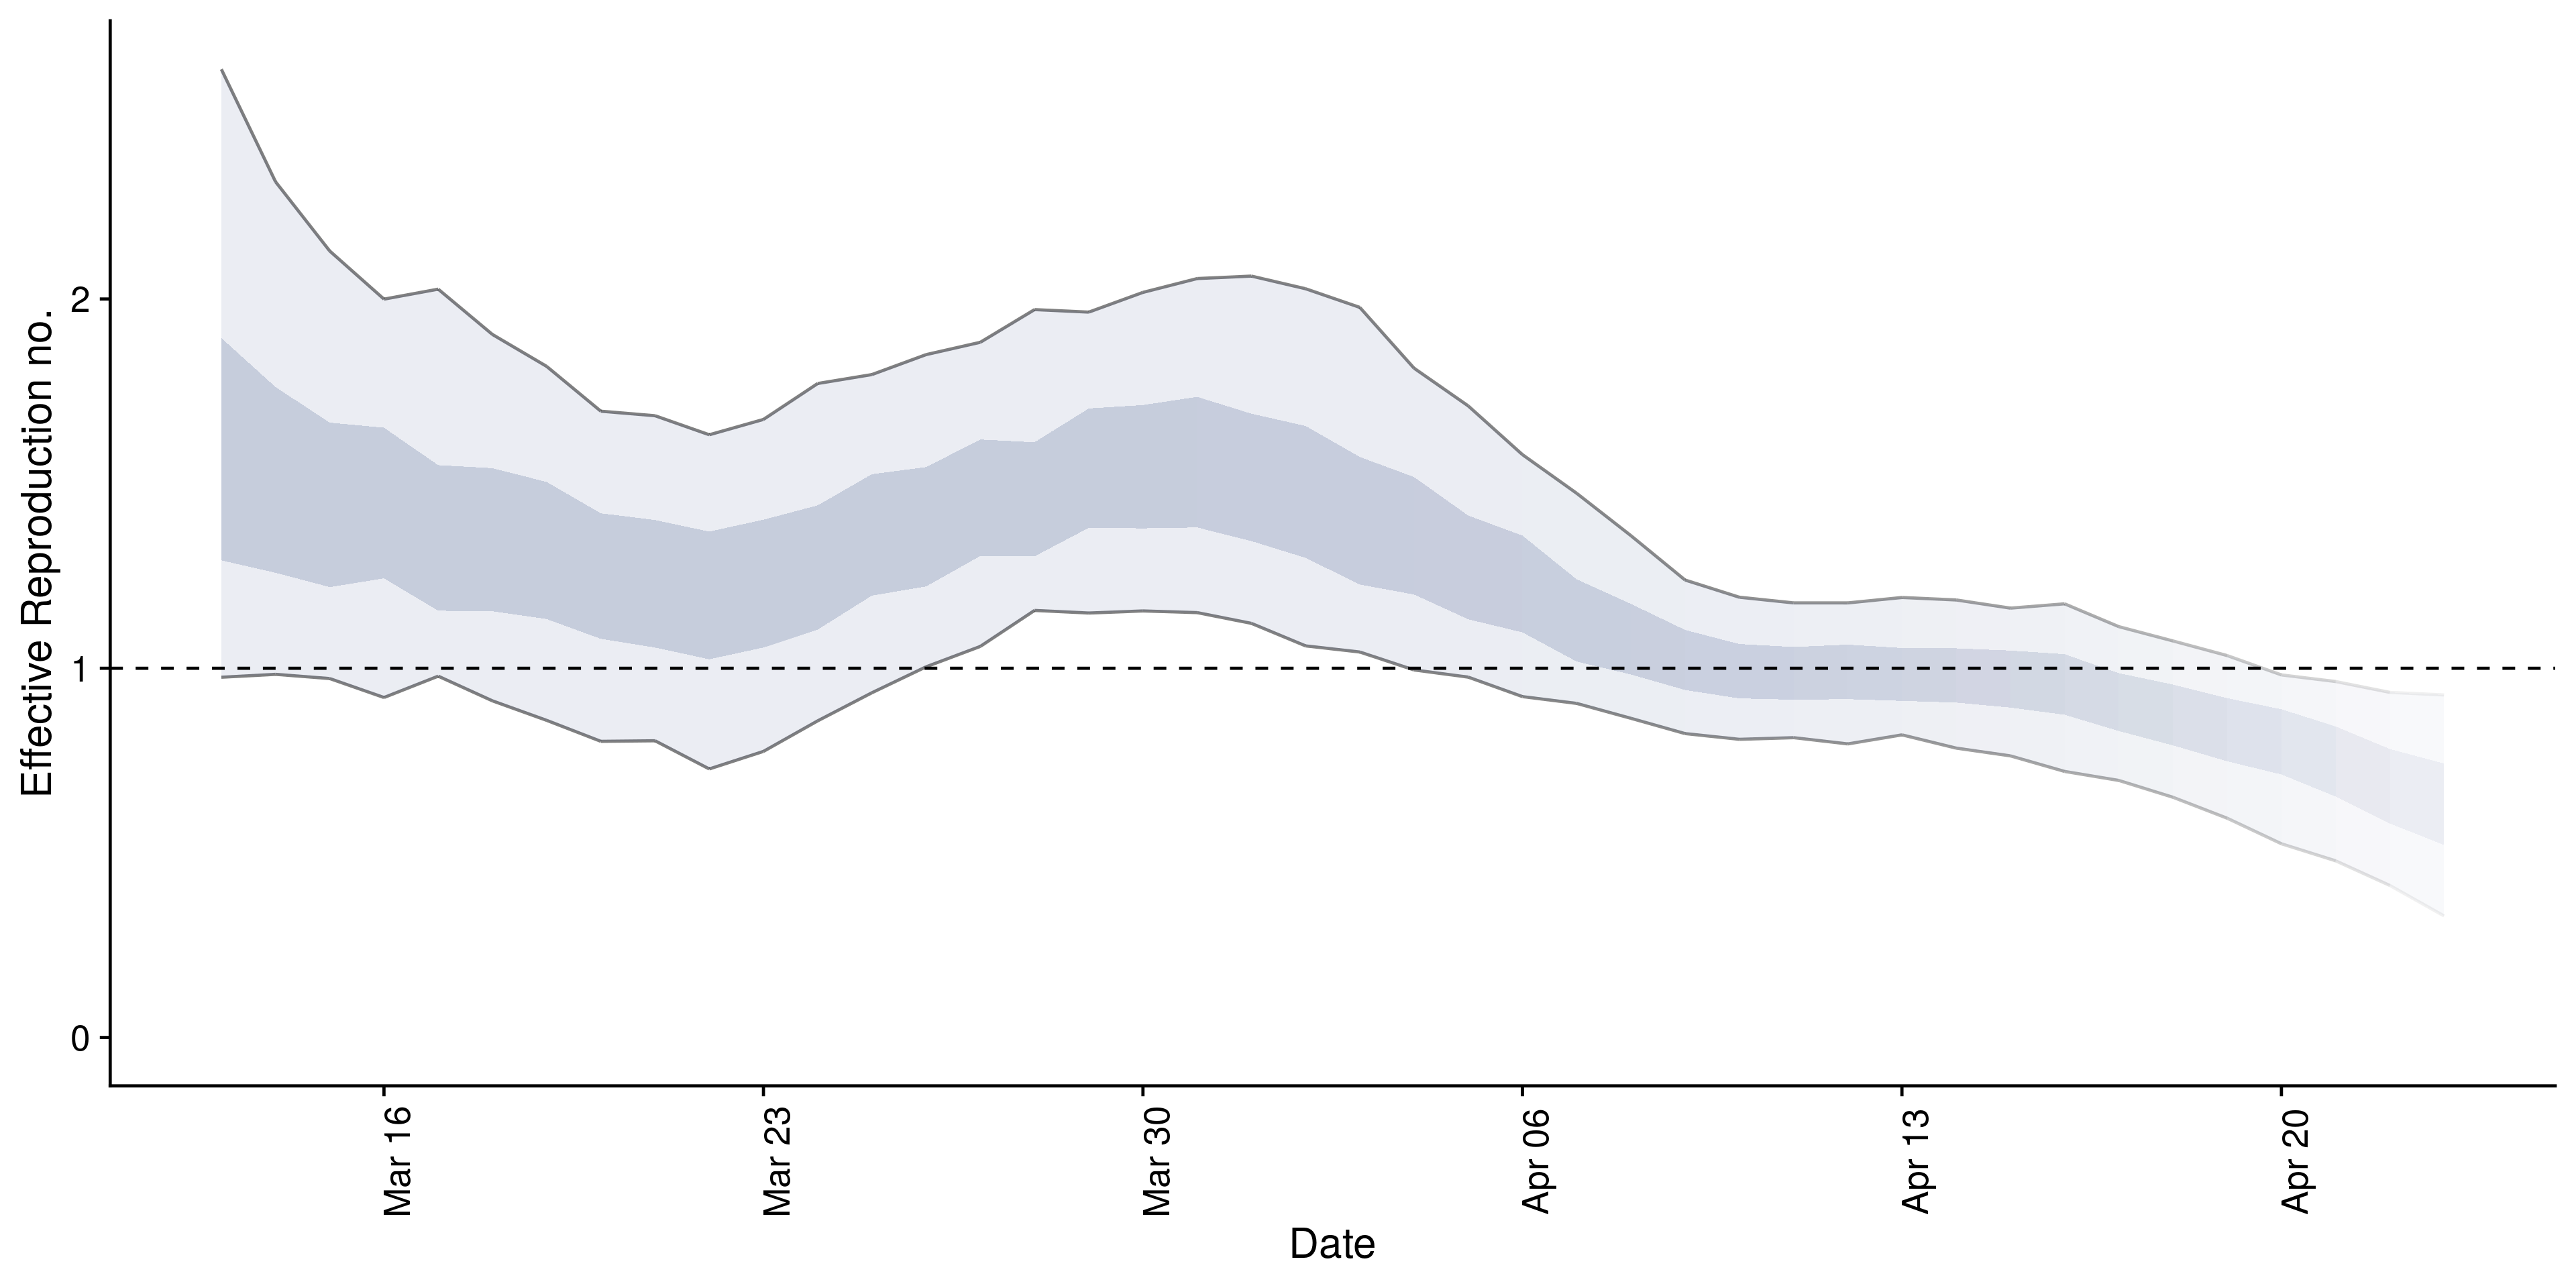 Effective Reproduction no.
2
1
0
Mar 16
Mar 23
Mar 30
Apr 06
Apr 13
Apr 20
Date